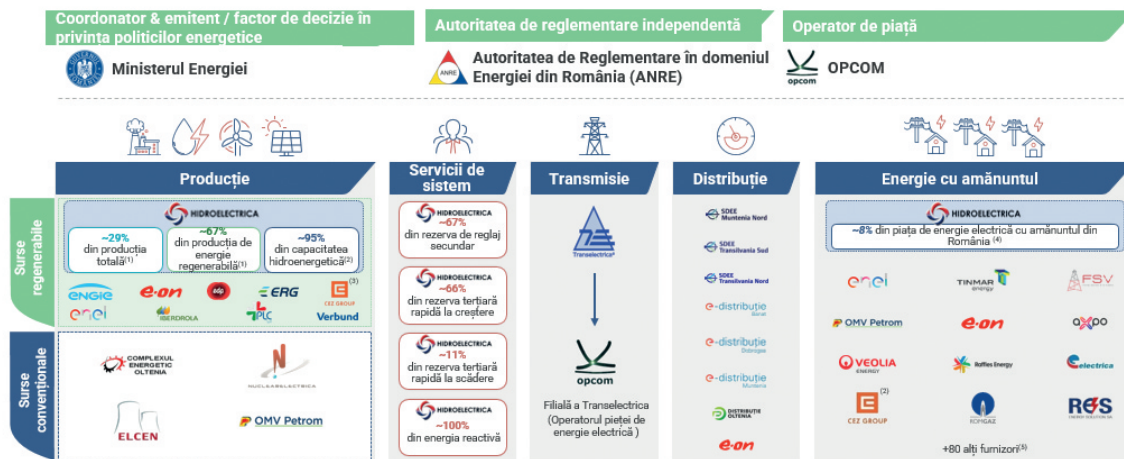 Coordonator & emitent / factor de decizie în
privința politicilor energetice
Autoritatea de reglementare independentă
Operator de piață
Ministerul Energiei
ANRE
Autoritatea de Reglementare în domeniul
Energiei din România (ANRE)
opcom
OPCOM
Producție
Servicii de
sistem
Transmisie
Distribuție
Energie cu amănuntul
Surse
regenerabile
HIDROELECTRICA
~29%
din producția
totală(1)
~67%
din producția de
energie
regenerabilă(1)
~95%
din capacitatea
hidroenergetică(2)
ENGIE
e·on
edp
ERG
CEZ GROUP
(3)
enel
IBERDROLA
PLC
Verbund
Surse
convenționale
COMPLEXUL
ENERGETIC
OLTENIA
NUCLEARELECTRICA
ELCEN
OMV Petrom
HIDROELECTRICA
~67%
din rezerva de reglaj
secundar
HIDROELECTRICA
~66%
din rezerva terțiară
rapidă la creștere
HIDROELECTRICA
~11%
din rezerva terțiară
rapidă la scădere
HIDROELECTRICA
~100%
din energia reactivă
Transelectrica®
opcom
Filială a Transelectrica
(Operatorul pieței de
energie electrică )
SDEE
Muntenia Nord
SDEE
Transilvania Sud
SDEE
Transilvania Nord
e-distribuție
Banat
e-distribuție
Dobrogea
e-distribuție
Muntenia
DISTRIBUȚIE
OLTENIA
e·on
HIDROELECTRICA
~8% din piața de energie electrică cu amănuntul din
România (4)
enel
TINMAR
energy
FSV
OMV Petrom
e·on
axpo
VEOLIA
ENERGY
Raffles Energy
electrica
CEZ GROUP
(2)
ROMGAZ
RES
+80 alți furnizori(5)